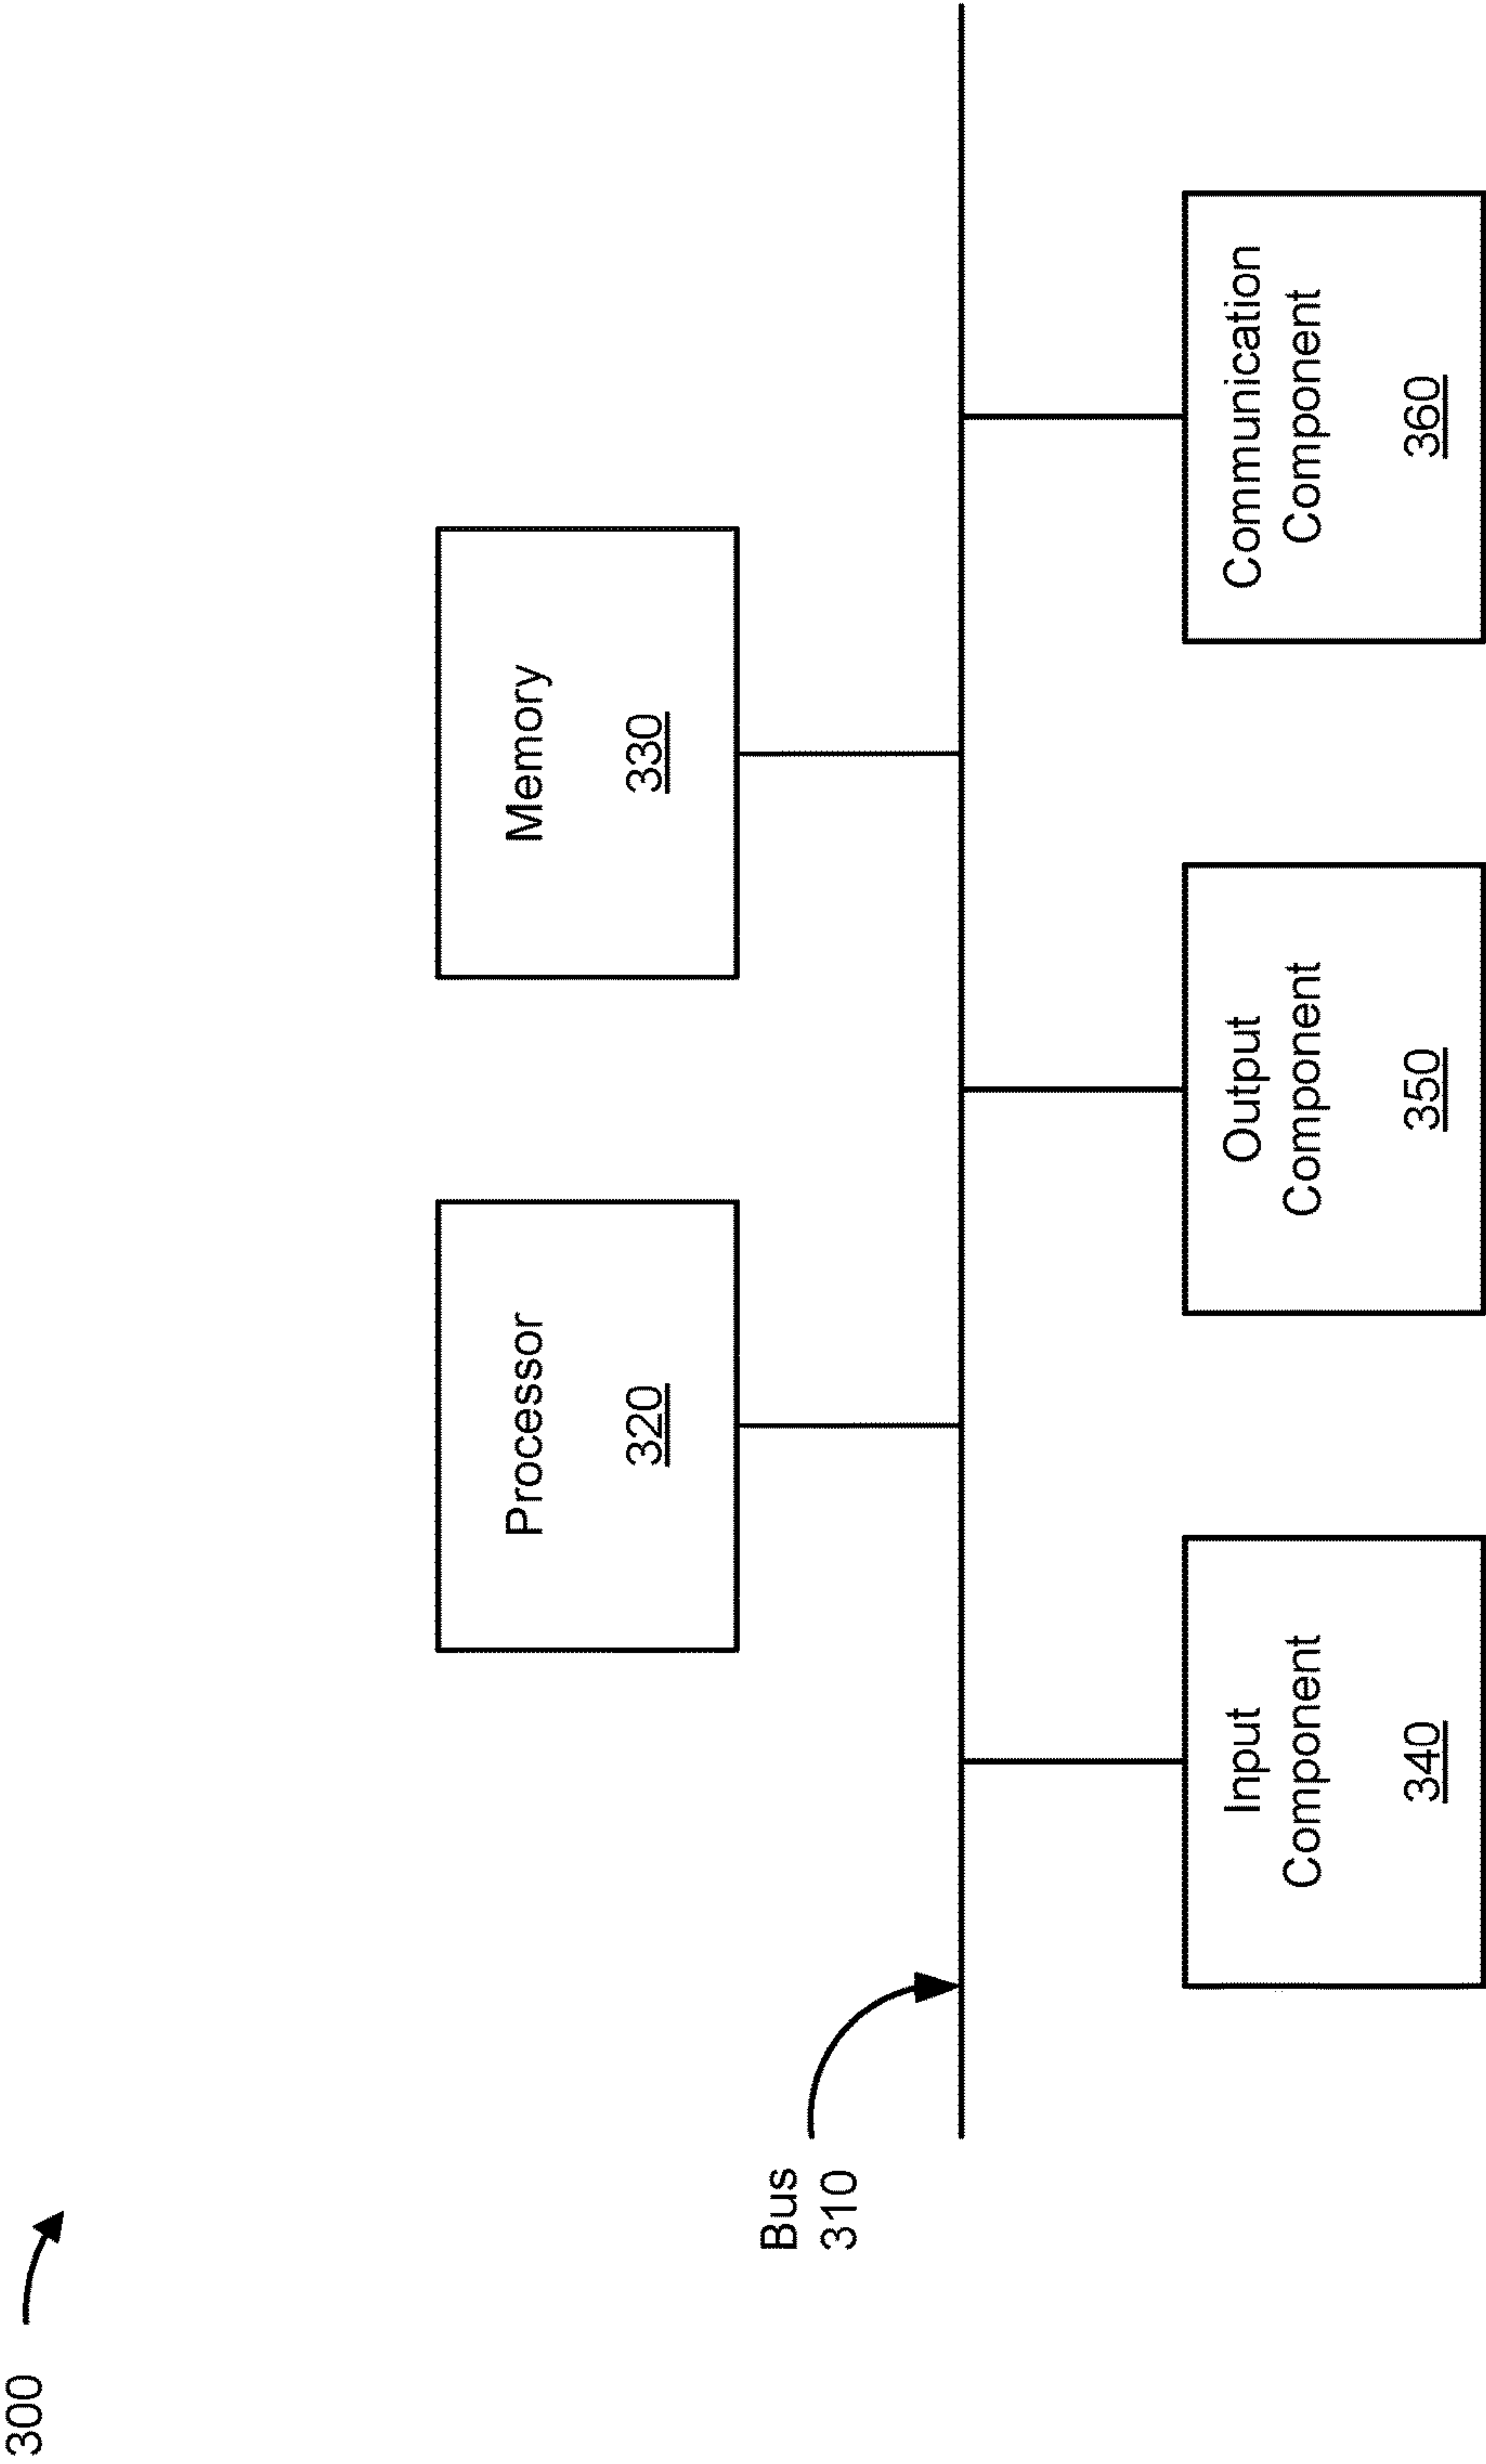 300
Processor
320
Memory
330
Bus
310
Input
Component
340
Output
Component
350
Communication
Component
360